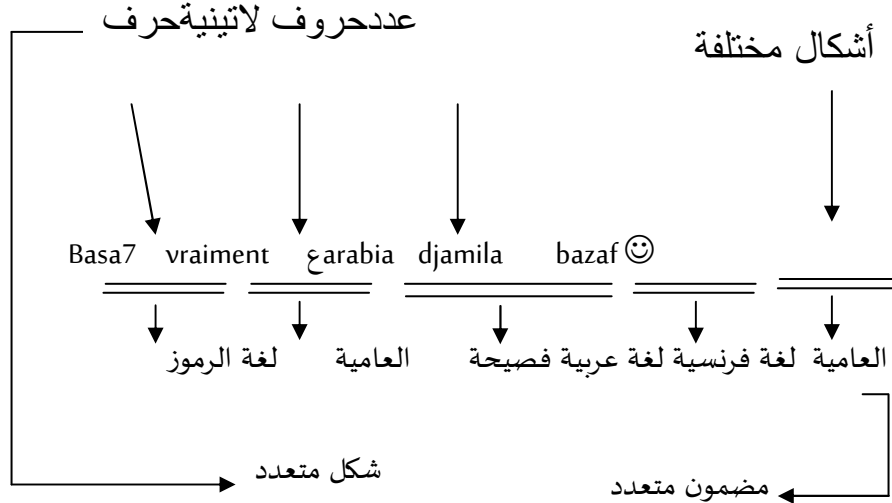 عددحروف لاتينيةحرف
أشكال مختلفة
Basa7 vraiment عarabia djamila bazaf ☺
العامية لغة فرنسية لغة عربية فصيحة العامية لغة الرموز
شكل متعدد
مضمون متعدد